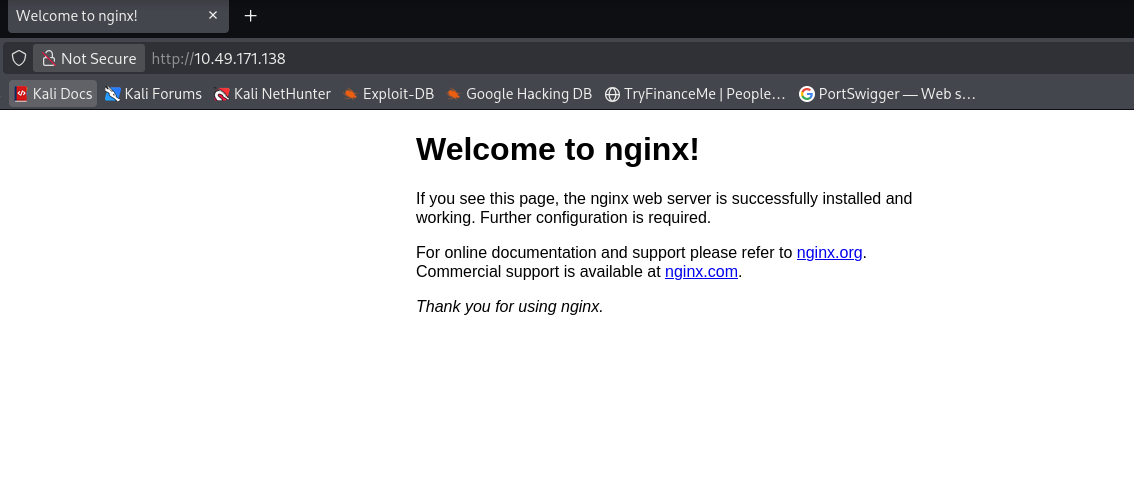 Welcome to nginx!
Not Secure http://10.49.171.138
Kali Docs Kali Forums Kali NetHunter Exploit-DB Google Hacking DB TryFinanceMe | People… PortSwigger — Web s…
Welcome to nginx!
If you see this page, the nginx web server is successfully installed and
working. Further configuration is required.
For online documentation and support please refer to nginx.org.
Commercial support is available at nginx.com.
Thank you for using nginx.